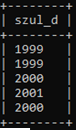 +--------+
| szul_d |
+--------+
| 1999   |
| 1999   |
| 2000   |
| 2001   |
| 2000   |
+--------+